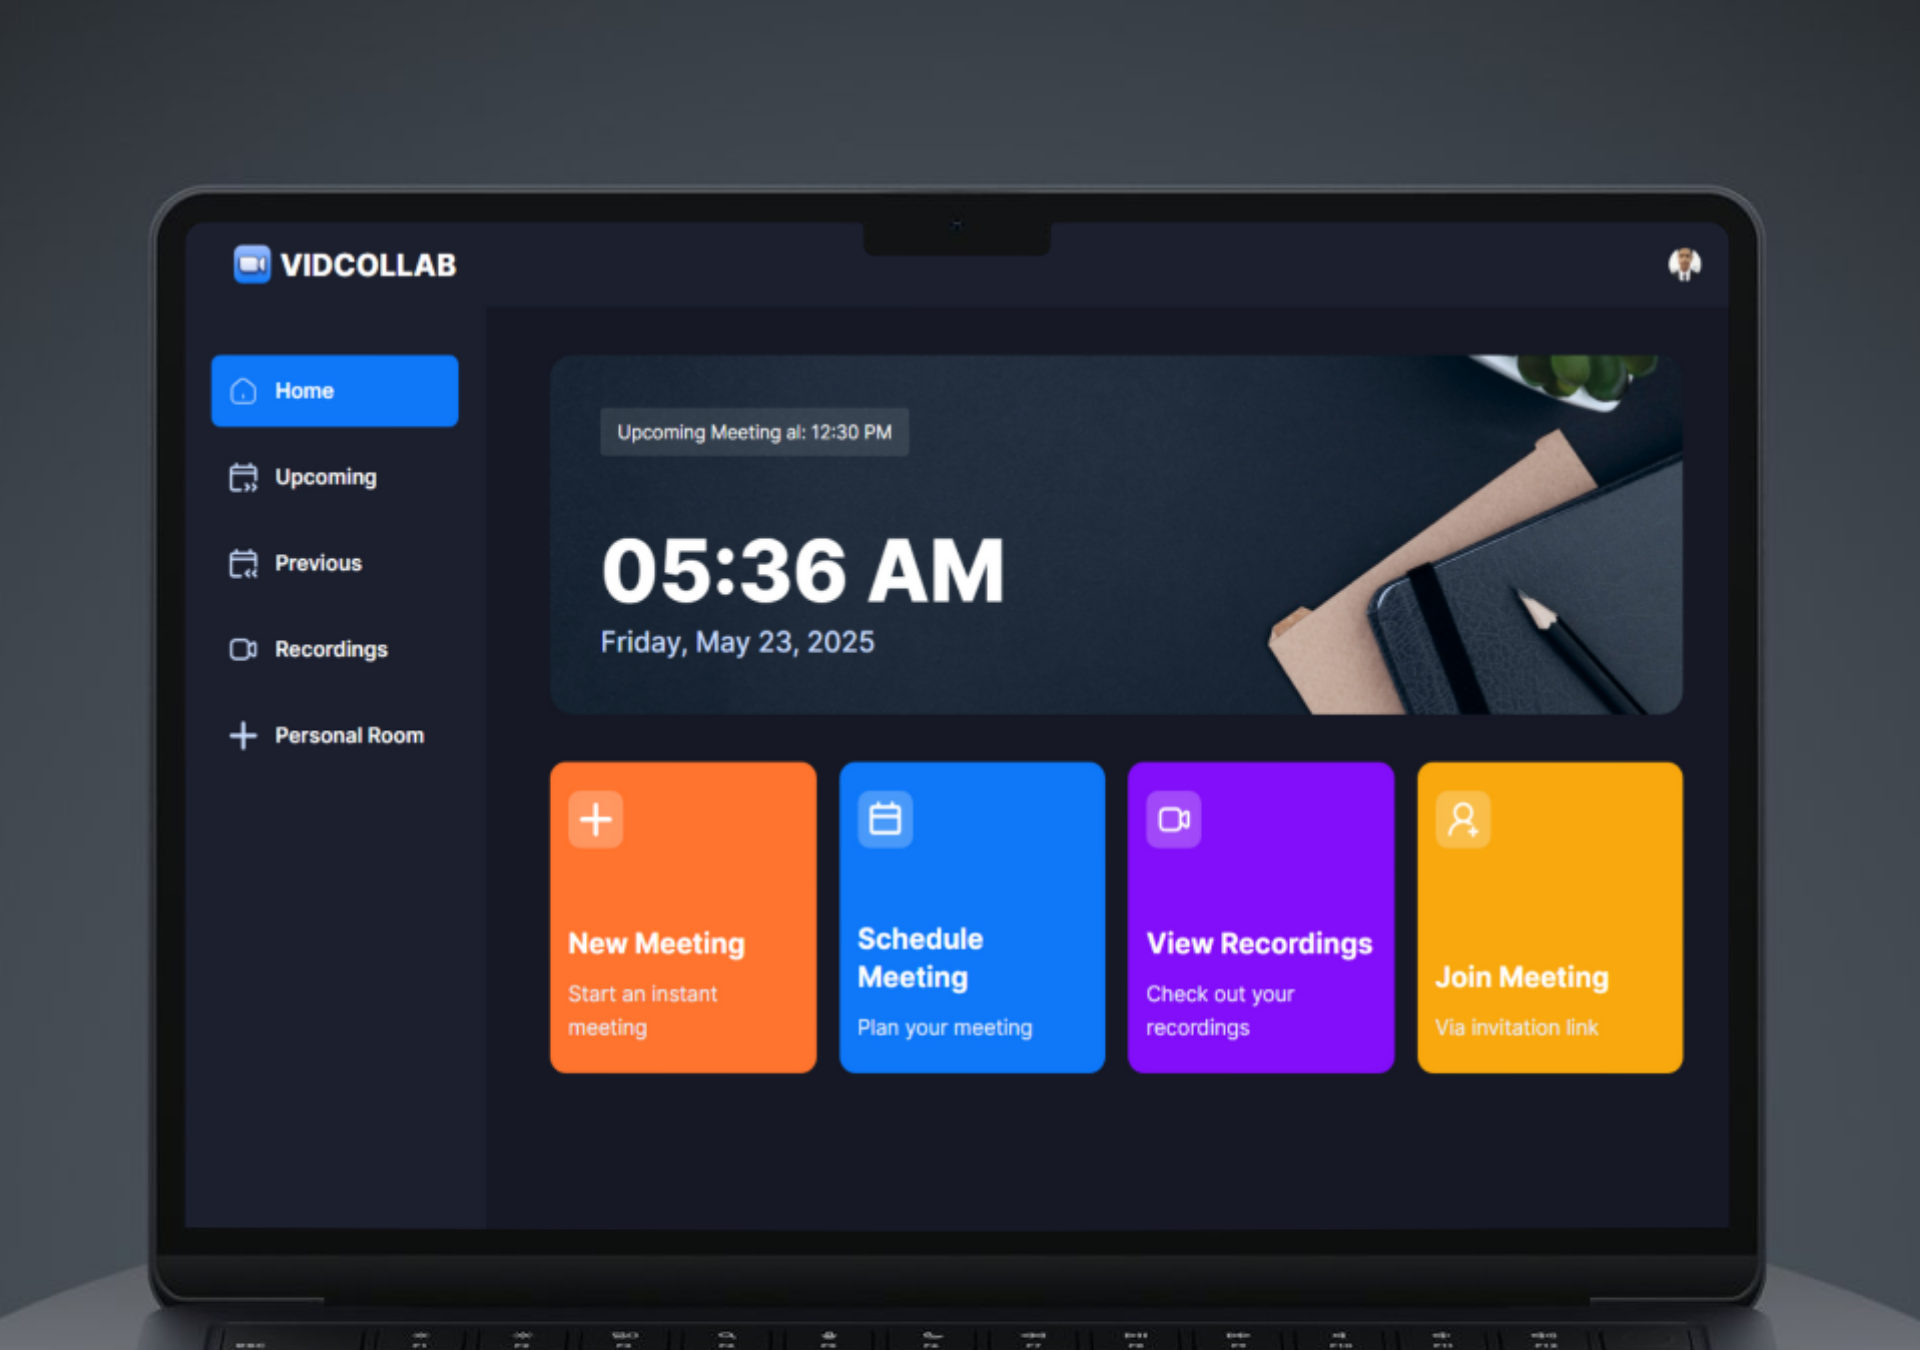 VIDCOLLAB
Home
Upcoming
Previous
Recordings
Personal Room
Upcoming Meeting al: 12:30 PM
05:36 AM
Friday, May 23, 2025
New Meeting
Start an instant
meeting
Schedule
Meeting
Plan your meeting
View Recordings
Check out your
recordings
Join Meeting
Via invitation link